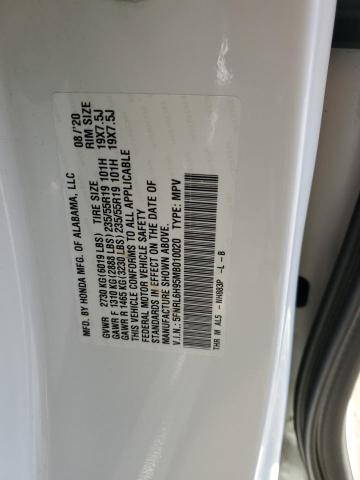 MFD. BY HONDA MFG. OF ALABAMA, LLC 08/'20
TIRE SIZE RIM SIZE
GVWR 2730 KG (6019 LBS)
GAWR F 1310 KG (2888 LBS) 235/55R19 101H 19X7.5J
GAWR R 1465 KG (3230 LBS) 235/55R19 101H 19X7.5J
THIS VEHICLE CONFORMS TO ALL APPLICABLE
FEDERAL MOTOR VEHICLE SAFETY
STANDARDS IN EFFECT ON THE DATE OF
MANUFACTURE SHOWN ABOVE.
V.I.N.: 5FNRL6H95MB010020 TYPE: MPV
THR M AL5 - NH883P -L - B